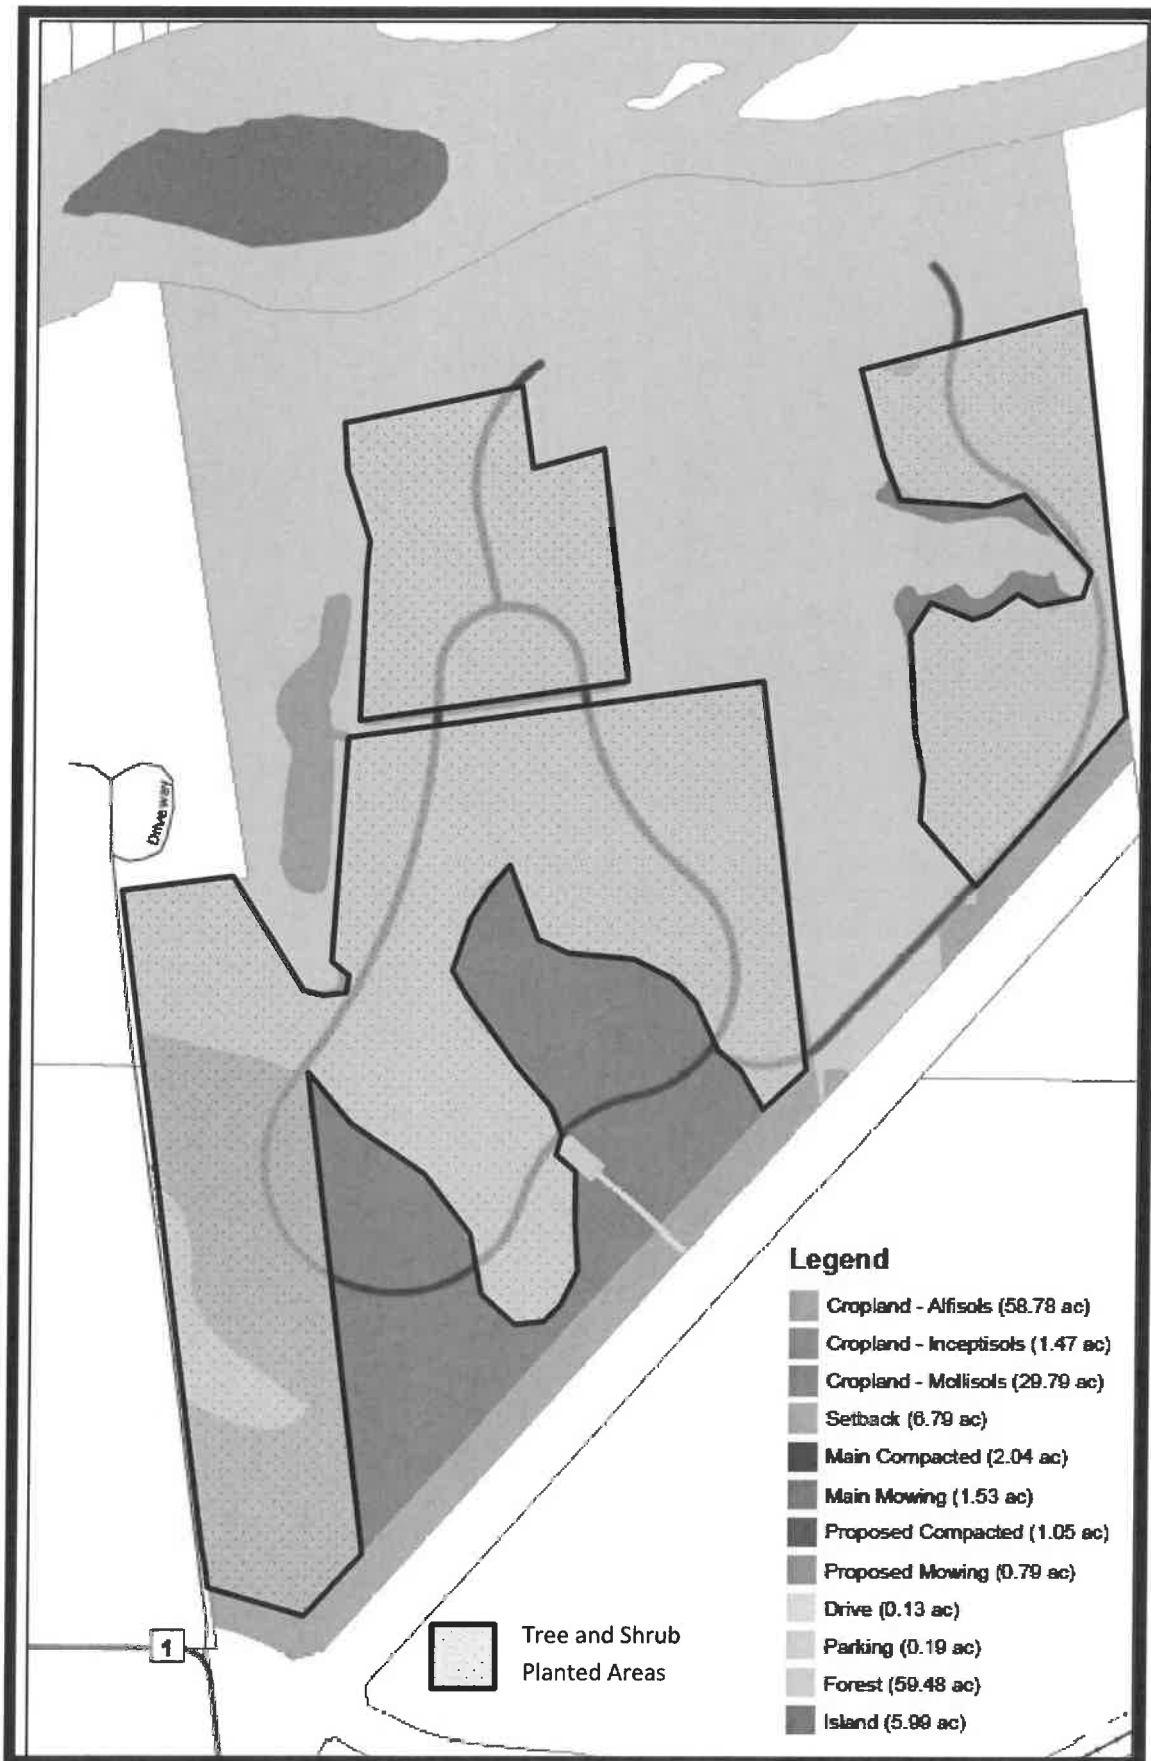 Driveway
Legend
Cropland - Alfisols (58.78 ac)
Cropland - Inceptisols (1.47 ac)
Cropland - Mollisols (29.79 ac)
Setback (6.79 ac)
Main Compacted (2.04 ac)
Main Mowing (1.53 ac)
Proposed Compacted (1.05 ac)
Proposed Mowing (0.79 ac)
Drive (0.13 ac)
Parking (0.19 ac)
Forest (59.48 ac)
Island (5.99 ac)
Tree and Shrub
Planted Areas
1